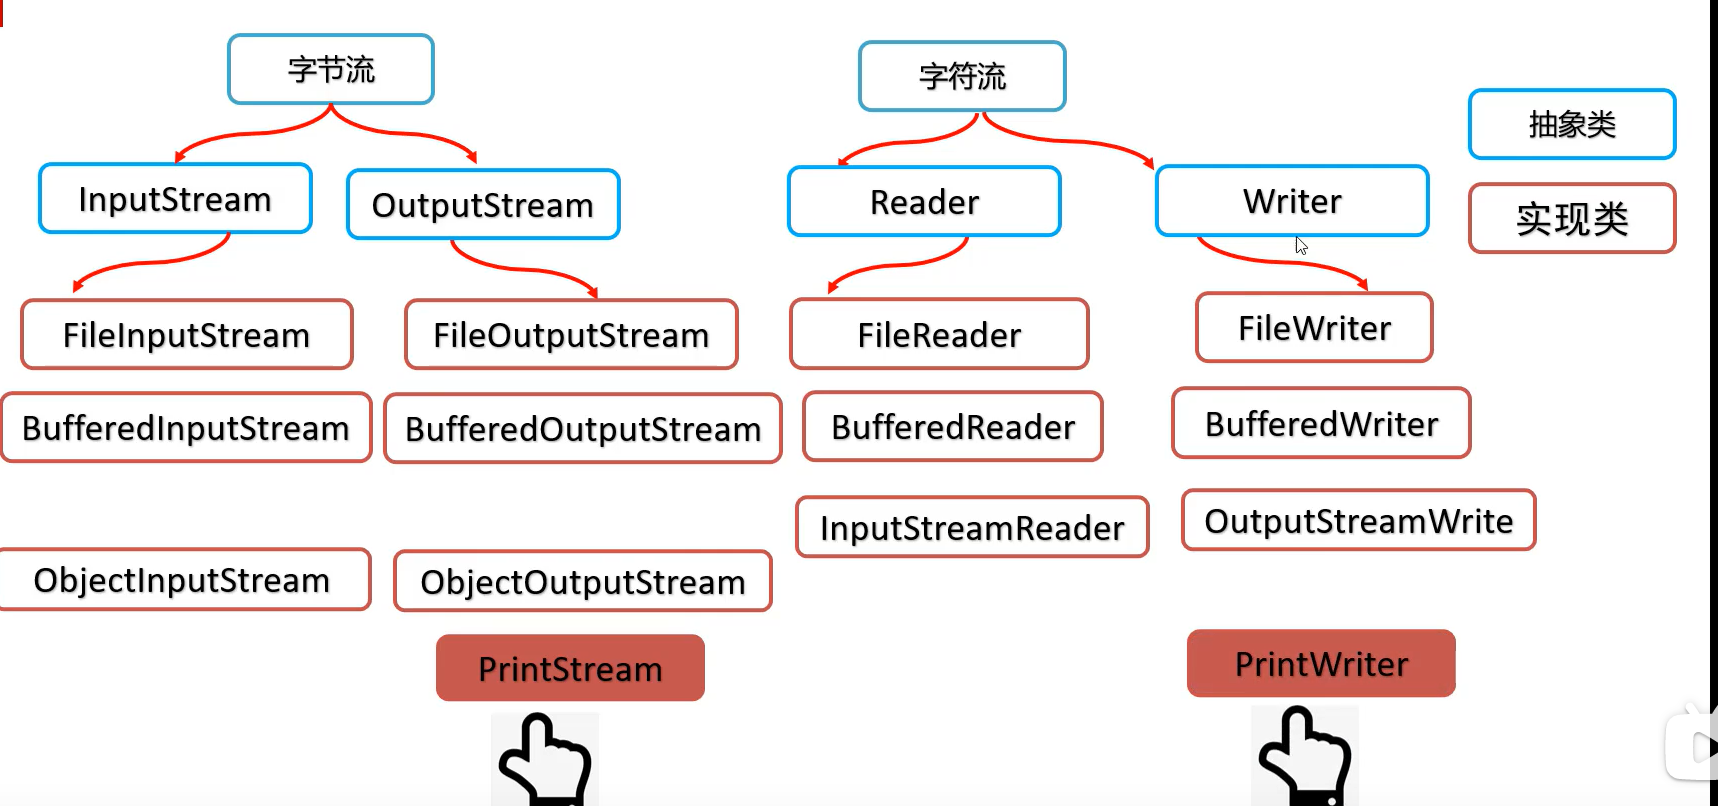 字节流
字符流
抽象类
InputStream
OutputStream
Reader
Writer
实现类
FileInputStream
FileOutputStream
FileReader
FileWriter
BufferedInputStream
BufferedOutputStream
BufferedReader
BufferedWriter
InputStreamReader
OutputStreamWrite
ObjectInputStream
ObjectOutputStream
PrintStream
PrintWriter